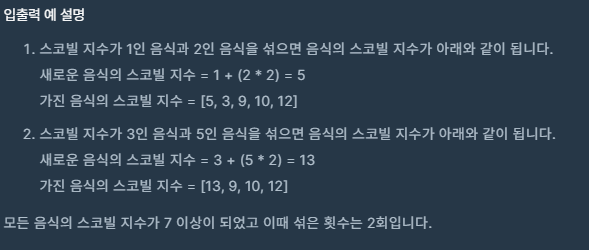 입출력 예 설명
1. 스코빌 지수가 1인 음식과 2인 음식을 섞으면 음식의 스코빌 지수가 아래와 같이 됩니다.
새로운 음식의 스코빌 지수 = 1 + (2 * 2) = 5
가진 음식의 스코빌 지수 = [5, 3, 9, 10, 12]
2. 스코빌 지수가 3인 음식과 5인 음식을 섞으면 음식의 스코빌 지수가 아래와 같이 됩니다.
새로운 음식의 스코빌 지수 = 3 + (5 * 2) = 13
가진 음식의 스코빌 지수 = [13, 9, 10, 12]
모든 음식의 스코빌 지수가 7 이상이 되었고 이때 섞은 횟수는 2회입니다.